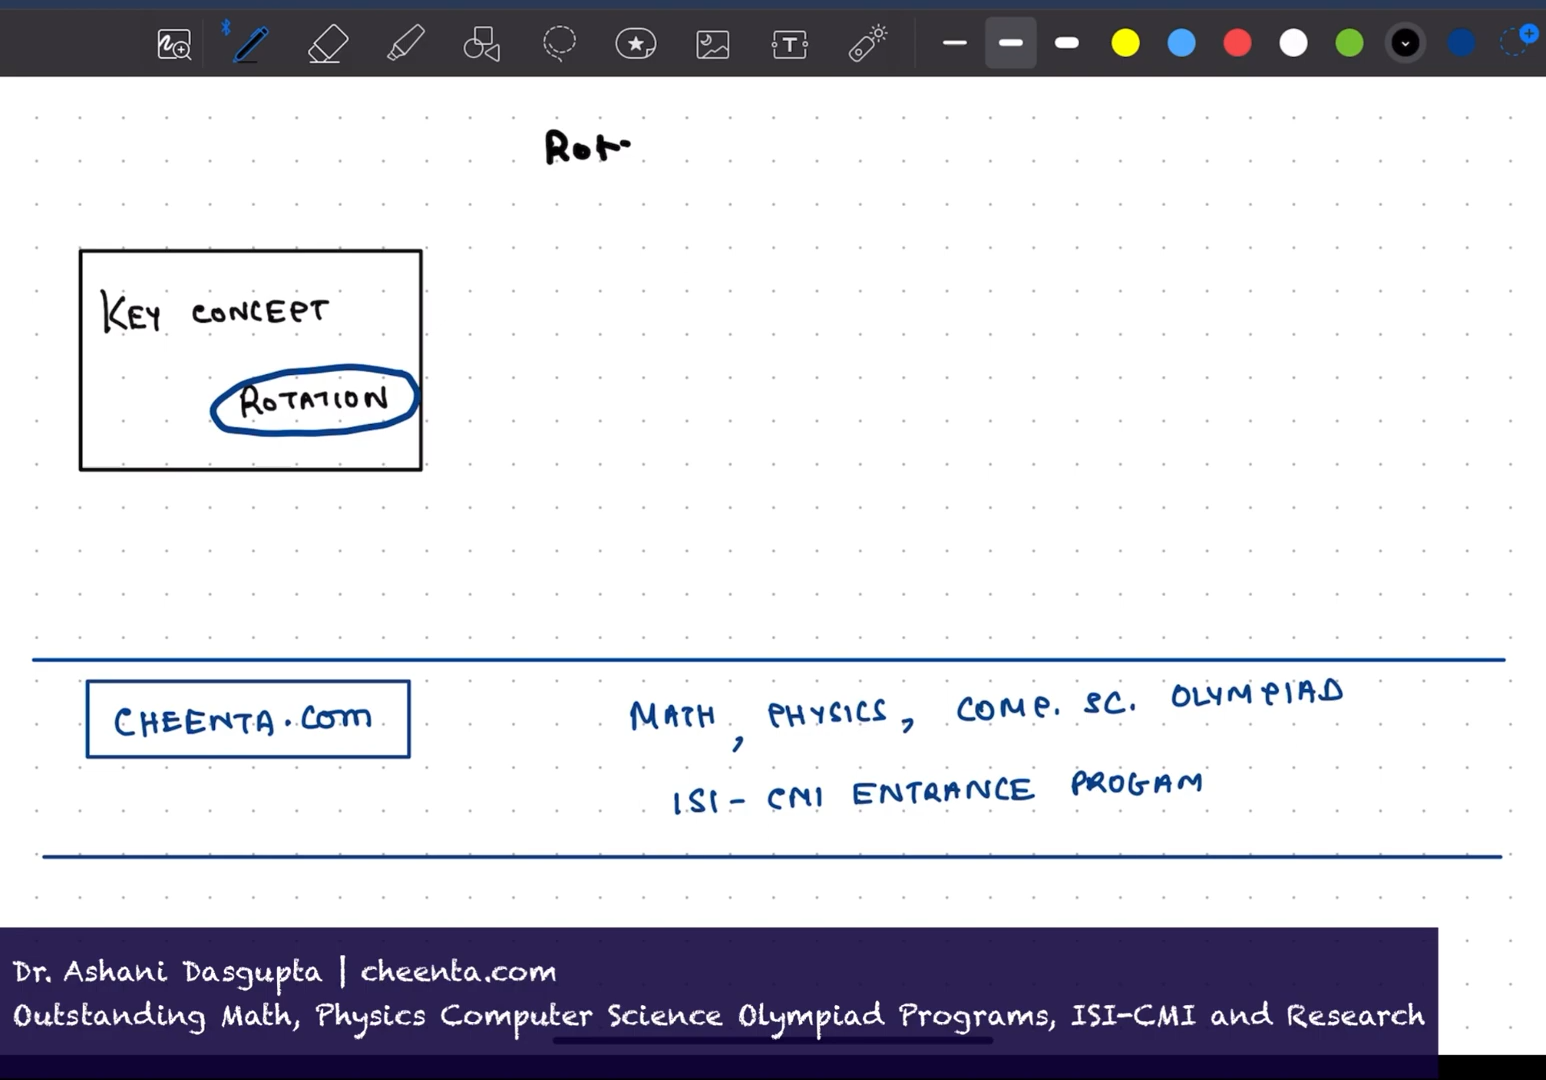 Rot
KEY CONCEPT
ROTATION
CHEENTA.COM
MATH, PHYSICS, COMP. SC. OLYMPIAD
ISI - CMI ENTRANCE PROGAM
Dr. Ashani Dasgupta | cheenta.com
Outstanding Math, Physics Computer Science Olympiad Programs, ISI-CMI and Research